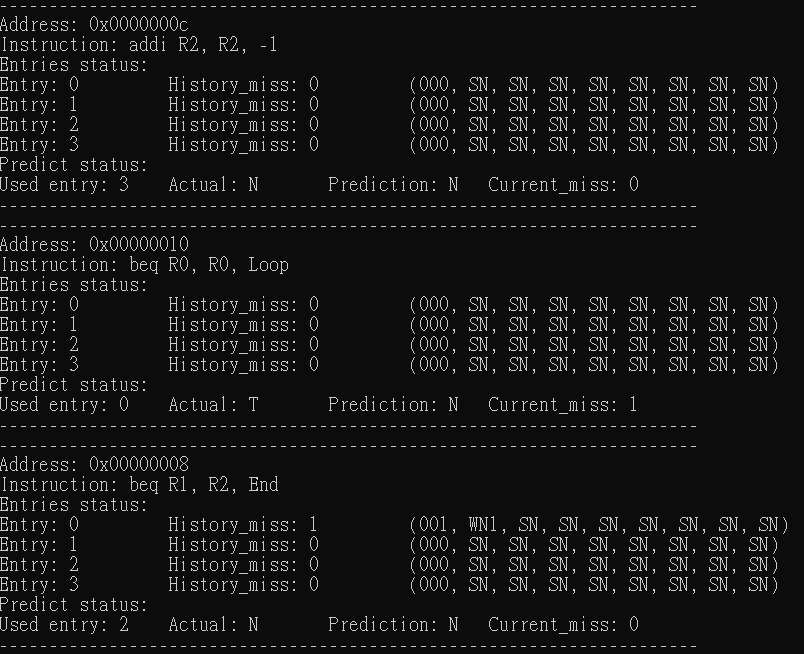 ----------------------------------------------------------------------
Address: 0x0000000c
Instruction: addi R2, R2, -1
Entries status:
Entry: 0         History_miss: 0         (000, SN, SN, SN, SN, SN, SN, SN, SN)
Entry: 1         History_miss: 0         (000, SN, SN, SN, SN, SN, SN, SN, SN)
Entry: 2         History_miss: 0         (000, SN, SN, SN, SN, SN, SN, SN, SN)
Entry: 3         History_miss: 0         (000, SN, SN, SN, SN, SN, SN, SN, SN)
Predict status:
Used entry: 3    Actual: N       Prediction: N   Current_miss: 0
----------------------------------------------------------------------
----------------------------------------------------------------------
Address: 0x00000010
Instruction: beq R0, R0, Loop
Entries status:
Entry: 0         History_miss: 0         (000, SN, SN, SN, SN, SN, SN, SN, SN)
Entry: 1         History_miss: 0         (000, SN, SN, SN, SN, SN, SN, SN, SN)
Entry: 2         History_miss: 0         (000, SN, SN, SN, SN, SN, SN, SN, SN)
Entry: 3         History_miss: 0         (000, SN, SN, SN, SN, SN, SN, SN, SN)
Predict status:
Used entry: 0    Actual: T       Prediction: N   Current_miss: 1
----------------------------------------------------------------------
----------------------------------------------------------------------
Address: 0x00000008
Instruction: beq R1, R2, End
Entries status:
Entry: 0         History_miss: 1         (001, WN1, SN, SN, SN, SN, SN, SN, SN)
Entry: 1         History_miss: 0         (000, SN, SN, SN, SN, SN, SN, SN, SN)
Entry: 2         History_miss: 0         (000, SN, SN, SN, SN, SN, SN, SN, SN)
Entry: 3         History_miss: 0         (000, SN, SN, SN, SN, SN, SN, SN, SN)
Predict status:
Used entry: 2    Actual: N       Prediction: N   Current_miss: 0
----------------------------------------------------------------------